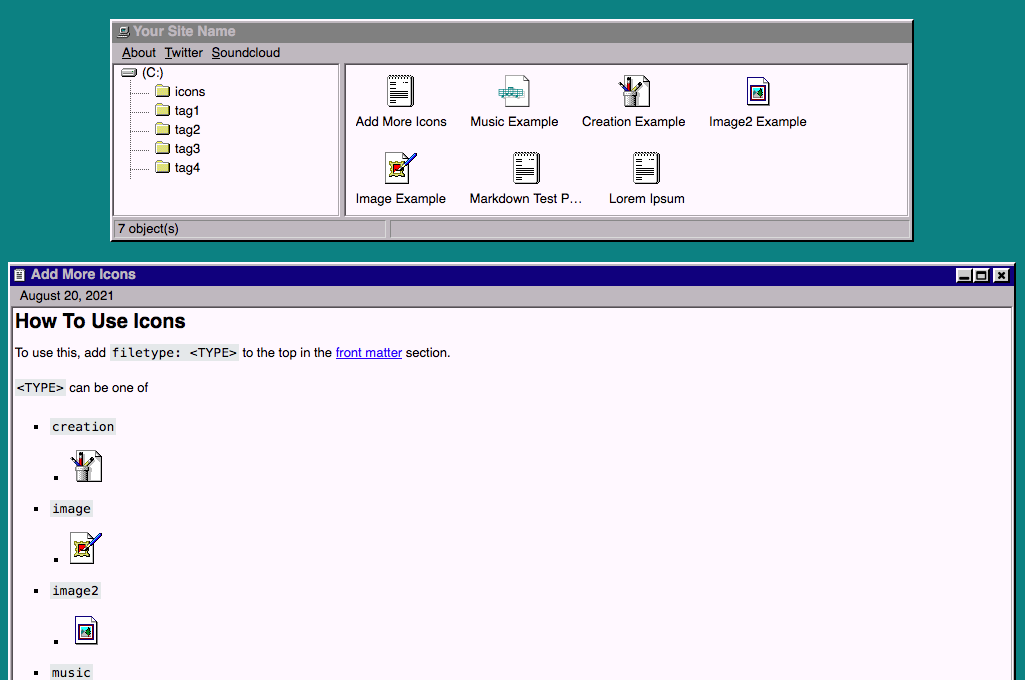 Your Site Name
About Twitter Soundcloud
(C:)
icons
tag1
tag2
tag3
tag4
Add More Icons Music Example Creation Example Image2 Example
Image Example Markdown Test P... Lorem Ipsum
7 object(s)
Add More Icons
August 20, 2021
How To Use Icons
To use this, add filetype: <TYPE> to the top in the front matter section.
<TYPE> can be one of
creation
image
image2
music